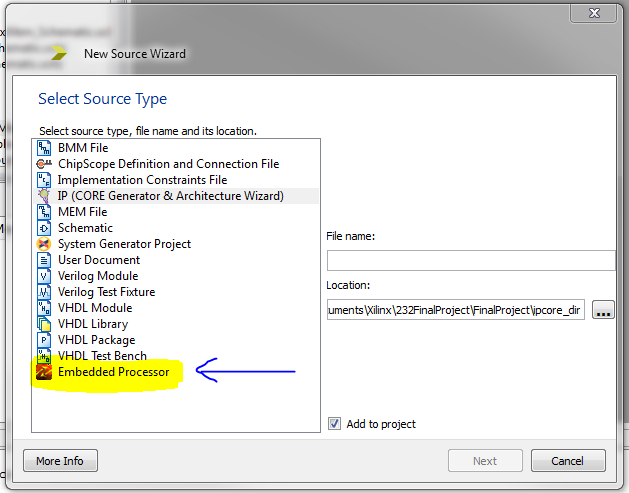 New Source Wizard
Select Source Type
Select source type, file name and its location.
BMM File
ChipScope Definition and Connection File
Implementation Constraints File
IP (CORE Generator & Architecture Wizard)
MEM File
Schematic
System Generator Project
User Document
Verilog Module
Verilog Test Fixture
VHDL Module
VHDL Library
VHDL Package
VHDL Test Bench
Embedded Processor
File name:
Location:
uments\Xilinx\232FinalProject\FinalProject\ipcore_dir
...
Add to project
More Info
Next
Cancel